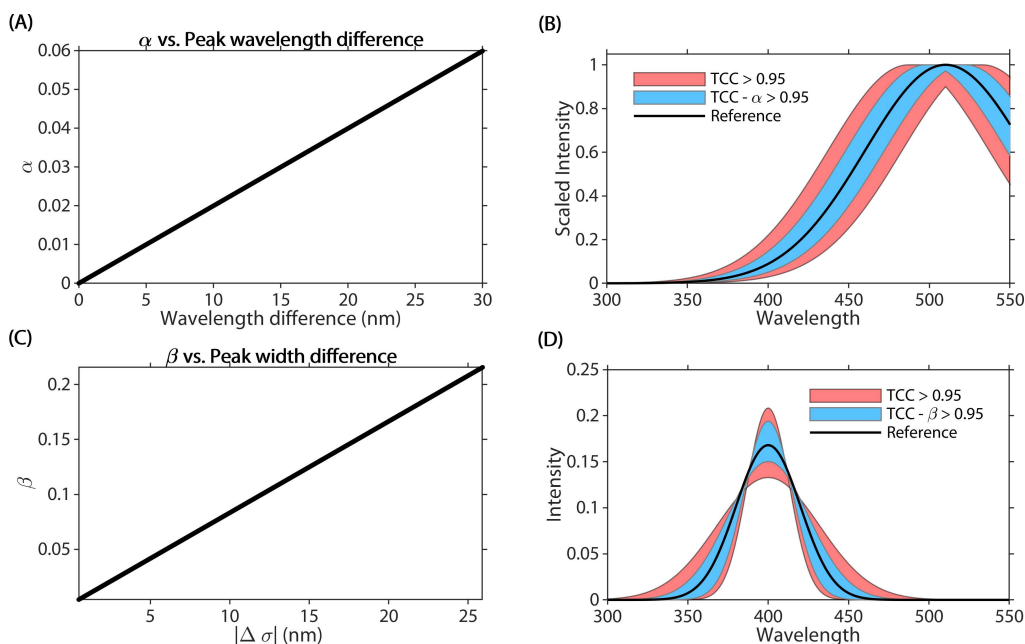 (A)
α vs. Peak wavelength difference
0.06
0.05
0.04
0.03
0.02
0.01
0
α
0 5 10 15 20 25 30
Wavelength difference (nm)
(B)
1
0.8
0.6
0.4
0.2
0
Scaled Intensity
TCC > 0.95
TCC - α > 0.95
Reference
300 350 400 450 500 550
Wavelength
(C)
β vs. Peak width difference
0.2
0.15
0.1
0.05
β
5 10 15 20 25
|Δ σ| (nm)
(D)
0.25
0.2
0.15
0.1
0.05
0
Intensity
TCC > 0.95
TCC - β > 0.95
Reference
300 350 400 450 500 550
Wavelength